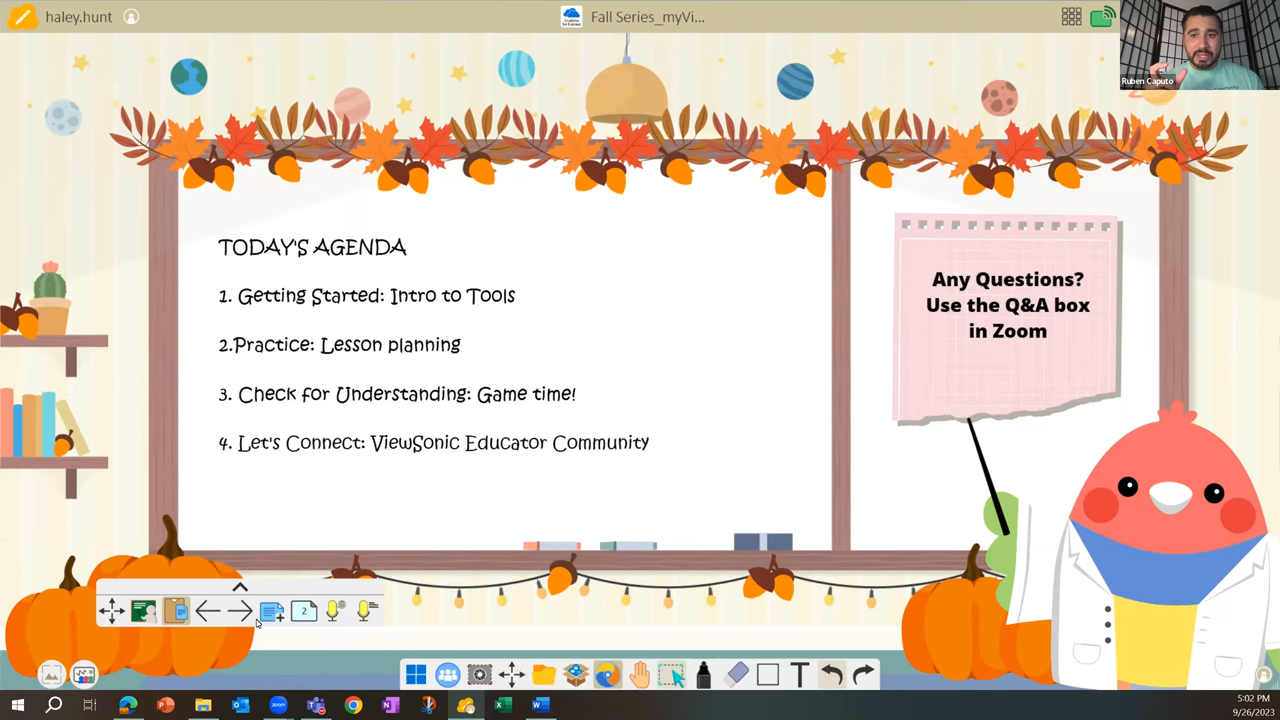 haley.hunt
Fall Series_myVi...
Ruben Caputo
TODAY'S AGENDA
1. Getting Started: Intro to Tools
2.Practice: Lesson planning
3. Check for Understanding: Game time!
4. Let's Connect: ViewSonic Educator Community
Any Questions?
Use the Q&A box
in Zoom
2
T
zoom
5:02 PM
9/26/2023